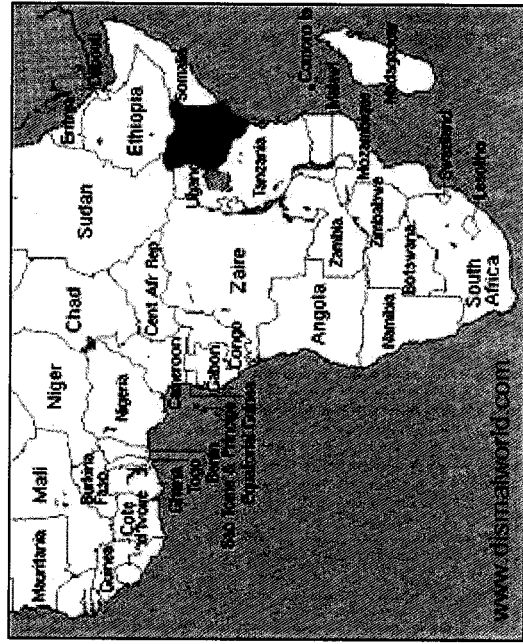 Mauritania
Mali
Niger
Chad
Sudan
Eritrea
Djibouti
Burkina
Faso
Guinea
Cote
d'Ivoire
Nigeria
Cent. Afr. Rep
Ethiopia
Somalia
Ghana
Togo
Benin
Sao Tome & Principe
Equatorial Guinea
Cameroon
Gabon
Congo
Zaire
Uganda
Tanzania
Comoro Is
Malawi
Angola
Zambia
Mozambique
Madagascar
Namibia
Zimbabwe
Botswana
Swaziland
Lesotho
South
Africa
www.dismalworld.com